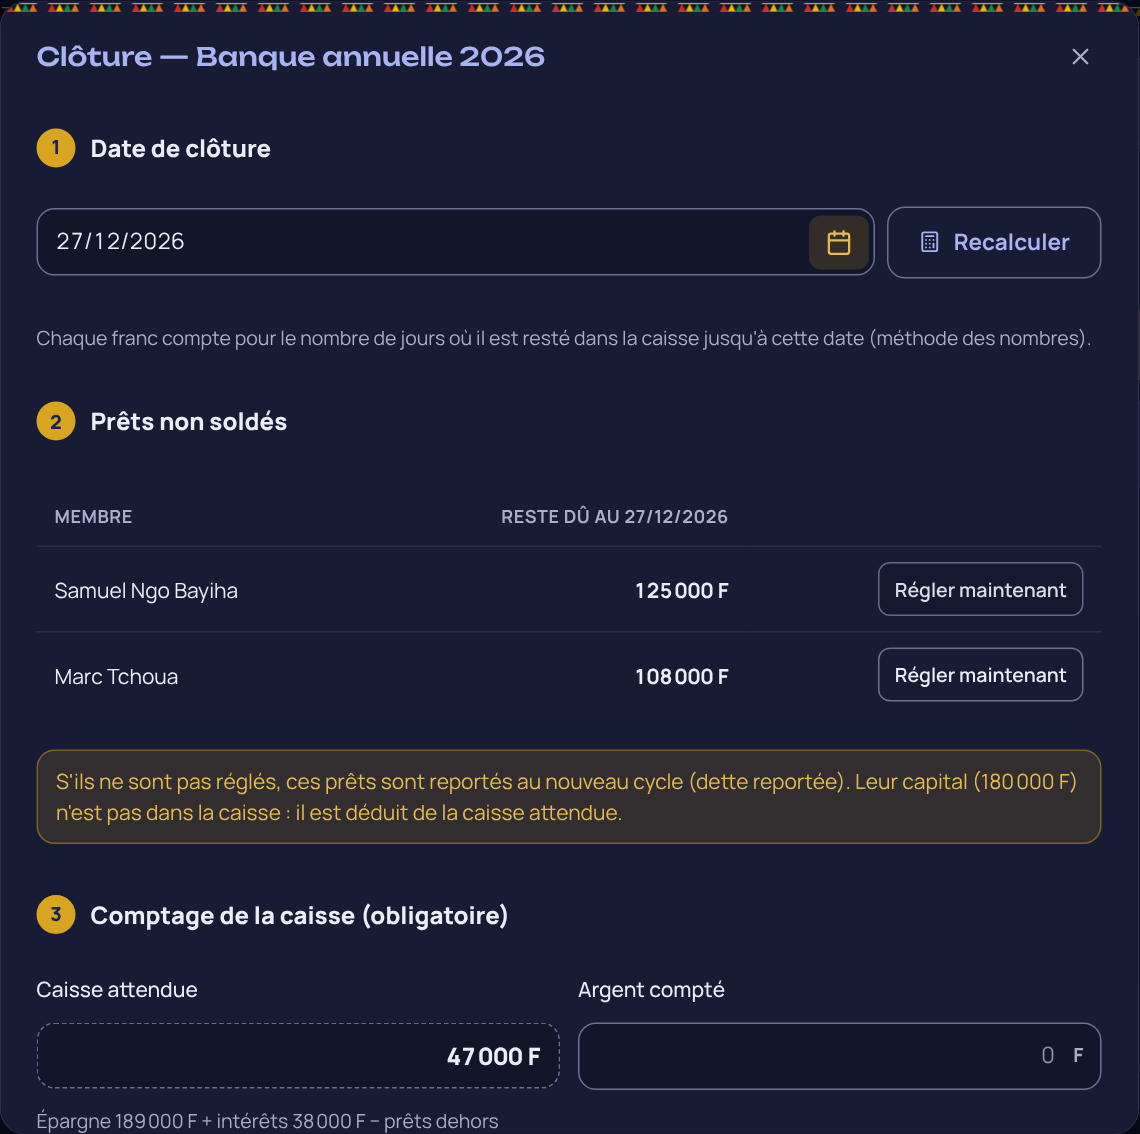 Clôture — Banque annuelle 2026
1 Date de clôture
27/12/2026
Recalculer
Chaque franc compte pour le nombre de jours où il est resté dans la caisse jusqu'à cette date (méthode des nombres).
2 Prêts non soldés
MEMBRE RESTE DÛ AU 27/12/2026
Samuel Ngo Bayiha 125 000 F Régler maintenant
Marc Tchoua 108 000 F Régler maintenant
S'ils ne sont pas réglés, ces prêts sont reportés au nouveau cycle (dette reportée). Leur capital (180 000 F)
n'est pas dans la caisse : il est déduit de la caisse attendue.
3 Comptage de la caisse (obligatoire)
Caisse attendue Argent compté
47 000 F 0 F
Épargne 189 000 F + intérêts 38 000 F − prêts dehors